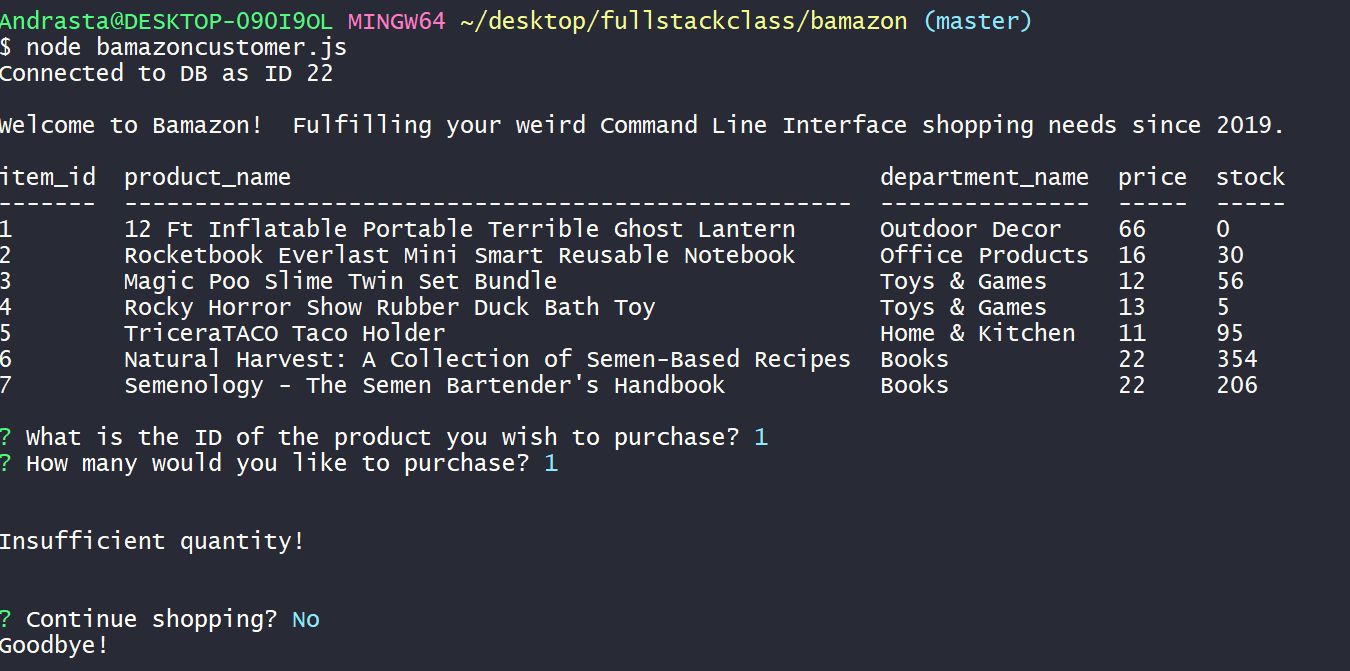 Andrasta@DESKTOP-09OI9OL MINGW64 ~/desktop/fullstackclass/bamazon (master)
$ node bamazoncustomer.js
Connected to DB as ID 22
Welcome to Bamazon!  Fulfilling your weird Command Line Interface shopping needs since 2019.
item_id  product_name                                          department_name  price  stock
-------  ----------------------------------------------------  ---------------  -----  -----
1        12 Ft Inflatable Portable Terrible Ghost Lantern      Outdoor Decor    66     0
2        Rocketbook Everlast Mini Smart Reusable Notebook      Office Products  16     30
3        Magic Poo Slime Twin Set Bundle                       Toys & Games     12     56
4        Rocky Horror Show Rubber Duck Bath Toy                Toys & Games     13     5
5        TriceraTACO Taco Holder                               Home & Kitchen   11     95
6        Natural Harvest: A Collection of Semen-Based Recipes  Books            22     354
7        Semenology - The Semen Bartender's Handbook           Books            22     206
? What is the ID of the product you wish to purchase? 1
? How many would you like to purchase? 1
Insufficient quantity!
? Continue shopping? No
Goodbye!